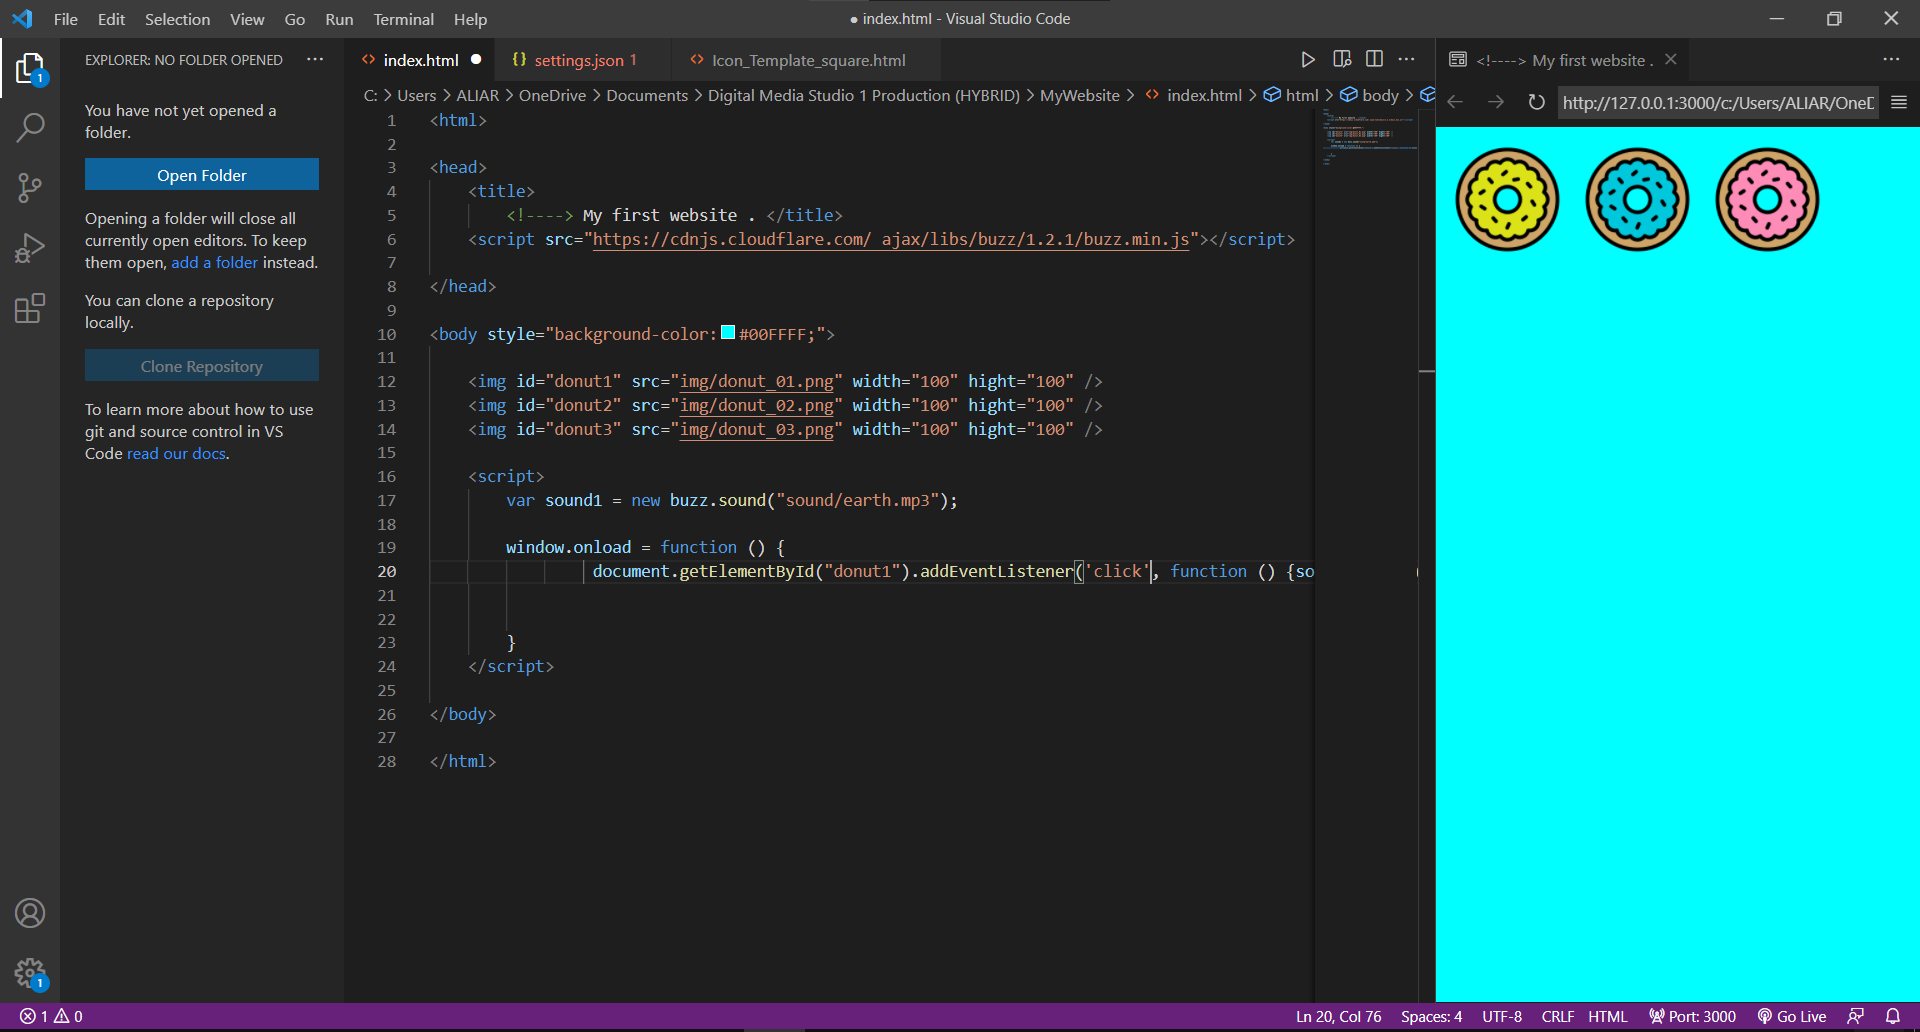 File Edit Selection View Go Run Terminal Help
● index.html - Visual Studio Code
EXPLORER: NO FOLDER OPENED ···
You have not yet opened a
folder.
Open Folder
Opening a folder will close all
currently open editors. To keep
them open, add a folder instead.
You can clone a repository
locally.
Clone Repository
To learn more about how to use
git and source control in VS
Code read our docs.
index.html ●
settings.json 1
Icon_Template_square.html
C: > Users > ALIAR > OneDrive > Documents > Digital Media Studio 1 Production (HYBRID) > MyWebsite > index.html > html > body >
1 <html>
2
3 <head>
4 <title>
5 <!----> My first website . </title>
6 <script src="https://cdnjs.cloudflare.com/ ajax/libs/buzz/1.2.1/buzz.min.js"></script>
7
8 </head>
9
10 <body style="background-color:#00FFFF;">
11
12 <img id="donut1" src="img/donut_01.png" width="100" hight="100" />
13 <img id="donut2" src="img/donut_02.png" width="100" hight="100" />
14 <img id="donut3" src="img/donut_03.png" width="100" hight="100" />
15
16 <script>
17 var sound1 = new buzz.sound("sound/earth.mp3");
18
19 window.onload = function () {
20 document.getElementById("donut1").addEventListener('click', function () {so
21
22
23 }
24 </script>
25
26 </body>
27
28 </html>
<!----> My first website .
http://127.0.0.1:3000/c:/Users/ALIAR/OneD
1
1
1 0
Ln 20, Col 76 Spaces: 4 UTF-8 CRLF HTML Port: 3000 Go Live